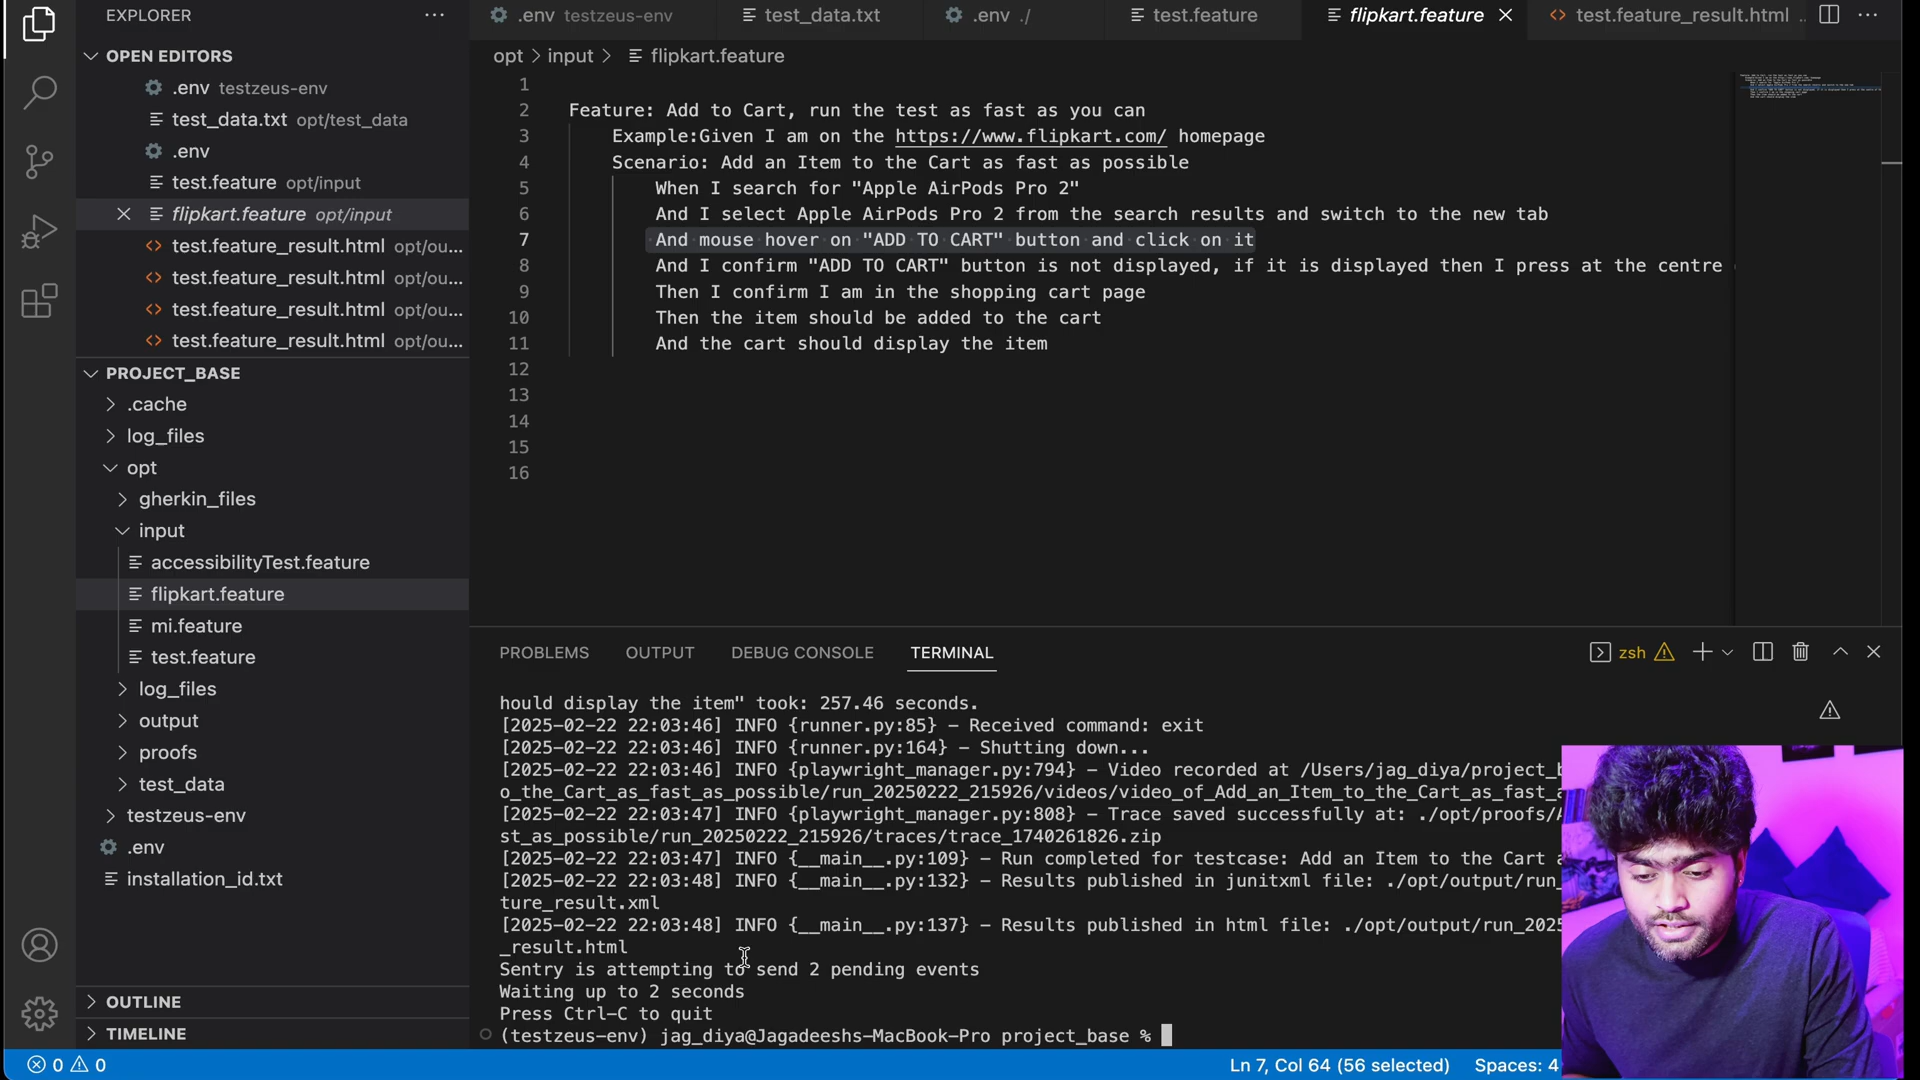 EXPLORER
OPEN EDITORS
.env testzeus-env
test_data.txt opt/test_data
.env
test.feature opt/input
flipkart.feature opt/input
test.feature_result.html opt/ou...
test.feature_result.html opt/ou...
test.feature_result.html opt/ou...
test.feature_result.html opt/ou...
PROJECT_BASE
.cache
log_files
opt
gherkin_files
input
accessibilityTest.feature
flipkart.feature
mi.feature
test.feature
log_files
output
proofs
test_data
testzeus-env
.env
installation_id.txt
OUTLINE
TIMELINE
.env testzeus-env
test_data.txt
.env ./
test.feature
flipkart.feature
test.feature_result.html
opt > input > flipkart.feature
1
2 Feature: Add to Cart, run the test as fast as you can
3 Example:Given I am on the https://www.flipkart.com/ homepage
4 Scenario: Add an Item to the Cart as fast as possible
5 When I search for "Apple AirPods Pro 2"
6 And I select Apple AirPods Pro 2 from the search results and switch to the new tab
7 And mouse hover on "ADD TO CART" button and click on it
8 And I confirm "ADD TO CART" button is not displayed, if it is displayed then I press at the centre
9 Then I confirm I am in the shopping cart page
10 Then the item should be added to the cart
11 And the cart should display the item
12
13
14
15
16
PROBLEMS OUTPUT DEBUG CONSOLE TERMINAL
zsh
hould display the item" took: 257.46 seconds.
[2025-02-22 22:03:46] INFO {runner.py:85} – Received command: exit
[2025-02-22 22:03:46] INFO {runner.py:164} – Shutting down...
[2025-02-22 22:03:46] INFO {playwright_manager.py:794} – Video recorded at /Users/jag_diya/project_b
o_the_Cart_as_fast_as_possible/run_20250222_215926/videos/video_of_Add_an_Item_to_the_Cart_as_fast_a
[2025-02-22 22:03:47] INFO {playwright_manager.py:808} – Trace saved successfully at: ./opt/proofs/A
st_as_possible/run_20250222_215926/traces/trace_1740261826.zip
[2025-02-22 22:03:47] INFO {__main__.py:109} – Run completed for testcase: Add an Item to the Cart a
[2025-02-22 22:03:48] INFO {__main__.py:132} – Results published in junitxml file: ./opt/output/run_
ture_result.xml
[2025-02-22 22:03:48] INFO {__main__.py:137} – Results published in html file: ./opt/output/run_202
_result.html
Sentry is attempting to send 2 pending events
Waiting up to 2 seconds
Press Ctrl-C to quit
(testzeus-env) jag_diya@Jagadeeshs-MacBook-Pro project_base %
0 0
Ln 7, Col 64 (56 selected) Spaces: 4